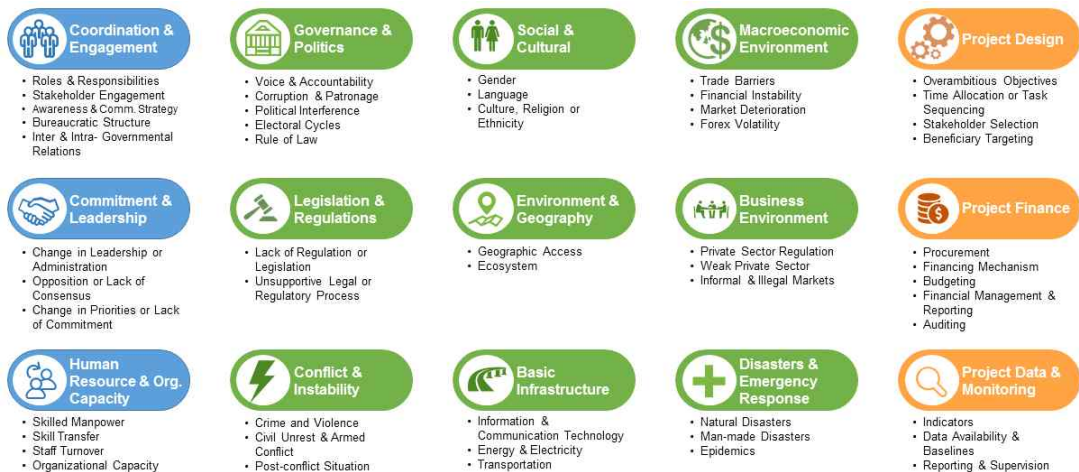 Coordination &
Engagement
• Roles & Responsibilities
• Stakeholder Engagement
• Awareness & Comm. Strategy
• Bureaucratic Structure
• Inter & Intra- Governmental
Relations
Governance &
Politics
• Voice & Accountability
• Corruption & Patronage
• Political Interference
• Electoral Cycles
• Rule of Law
Social &
Cultural
• Gender
• Language
• Culture, Religion or
Ethnicity
Macroeconomic
Environment
• Trade Barriers
• Financial Instability
• Market Deterioration
• Forex Volatility
Project Design
• Overambitious Objectives
• Time Allocation or Task
Sequencing
• Stakeholder Selection
• Beneficiary Targeting
Commitment &
Leadership
• Change in Leadership or
Administration
• Opposition or Lack of
Consensus
• Change in Priorities or Lack
of Commitment
Legislation &
Regulations
• Lack of Regulation or
Legislation
• Unsupportive Legal or
Regulatory Process
Environment &
Geography
• Geographic Access
• Ecosystem
Business
Environment
• Private Sector Regulation
• Weak Private Sector
• Informal & Illegal Markets
Project Finance
• Procurement
• Financing Mechanism
• Budgeting
• Financial Management &
Reporting
• Auditing
Human
Resource & Org.
Capacity
• Skilled Manpower
• Skill Transfer
• Staff Turnover
• Organizational Capacity
Conflict &
Instability
• Crime and Violence
• Civil Unrest & Armed
Conflict
• Post-conflict Situation
Basic
Infrastructure
• Information &
Communication Technology
• Energy & Electricity
• Transportation
Disasters &
Emergency
Response
• Natural Disasters
• Man-made Disasters
• Epidemics
Project Data &
Monitoring
• Indicators
• Data Availability &
Baselines
• Reporting & Supervision